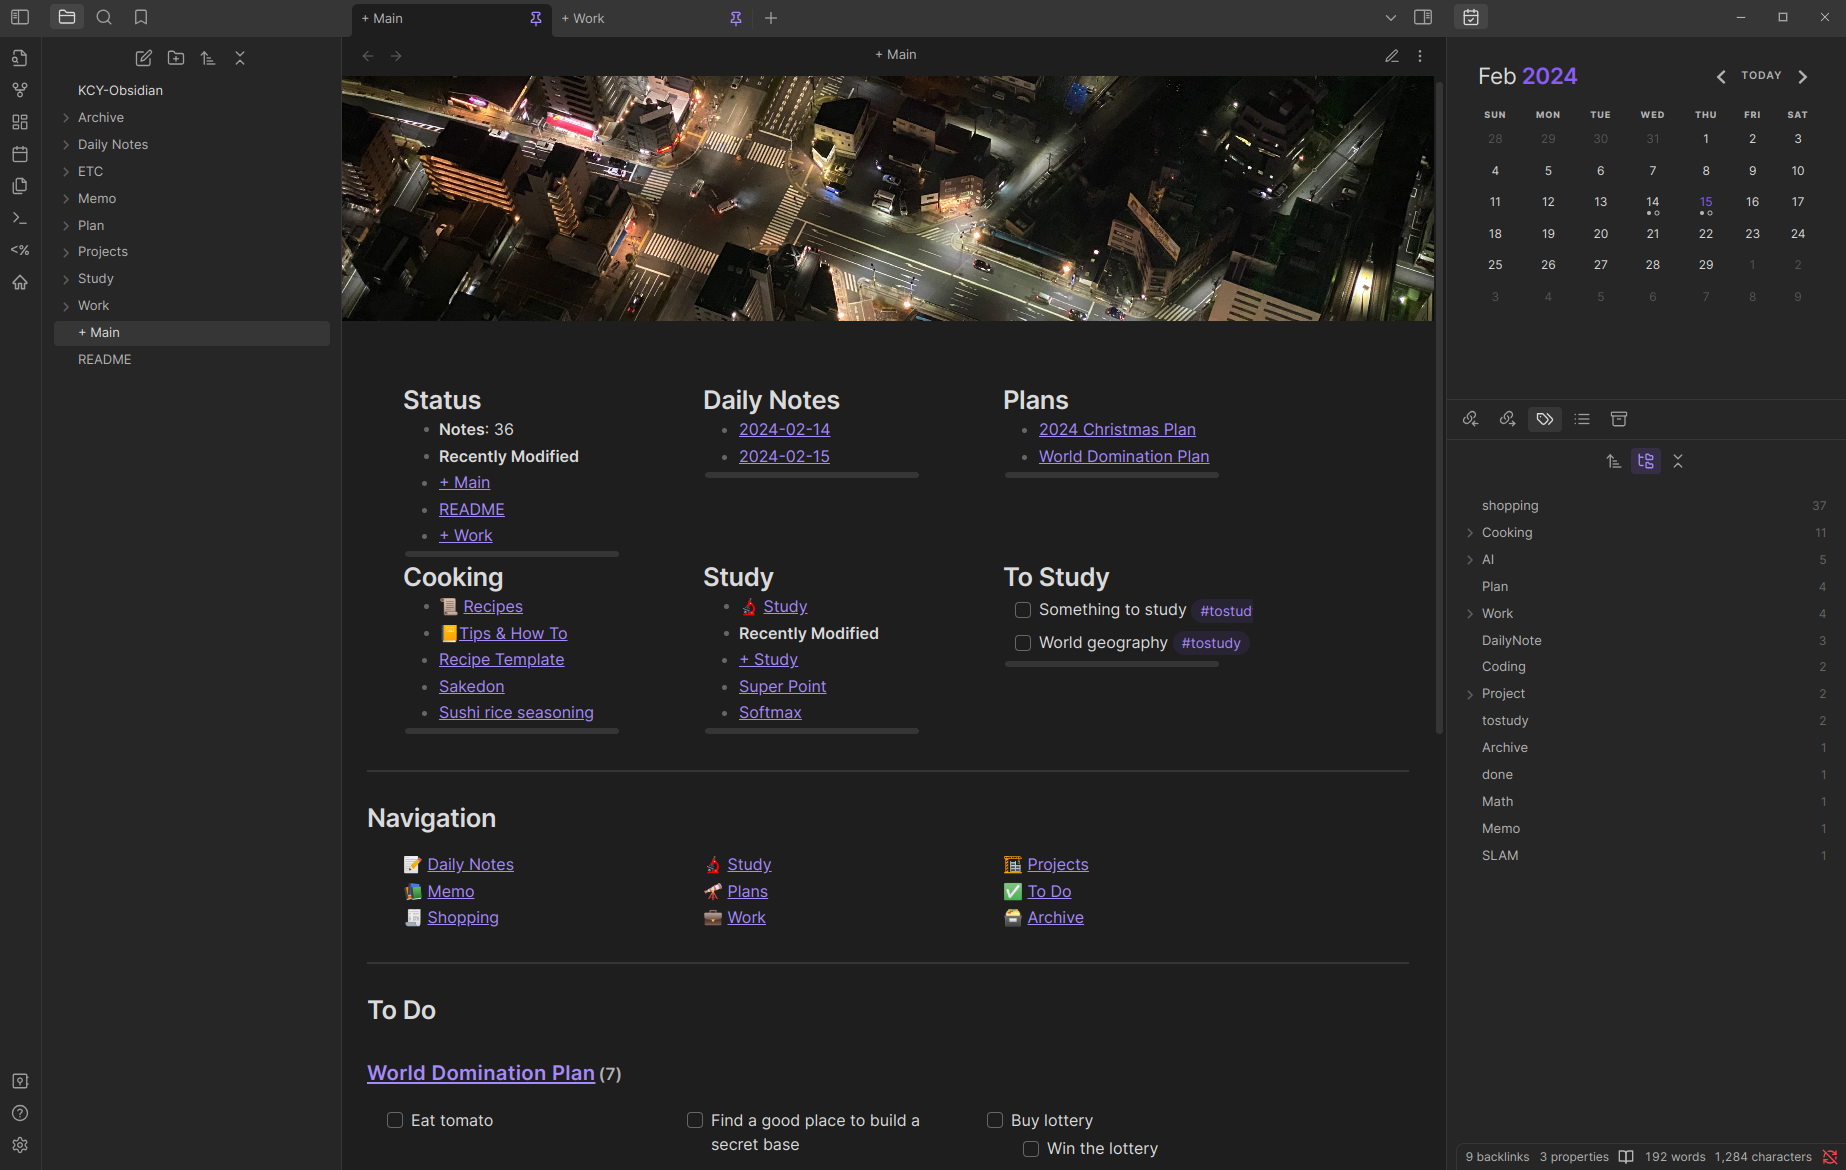 + Main
+ Work
KCY-Obsidian
Archive
Daily Notes
ETC
Memo
Plan
Projects
Study
Work
+ Main
README
+ Main
Status
Notes: 36
Recently Modified
+ Main
README
+ Work
Daily Notes
2024-02-14
2024-02-15
Plans
2024 Christmas Plan
World Domination Plan
Cooking
Recipes
Tips & How To
Recipe Template
Sakedon
Sushi rice seasoning
Study
Study
Recently Modified
+ Study
Super Point
Softmax
To Study
Something to study #tostud
World geography #tostudy
Navigation
Daily Notes
Memo
Shopping
Study
Plans
Work
Projects
To Do
Archive
To Do
World Domination Plan (7)
Eat tomato
Find a good place to build a
secret base
Buy lottery
Win the lottery
Feb 2024
TODAY
SUN MON TUE WED THU FRI SAT
28 29 30 31 1 2 3
4 5 6 7 8 9 10
11 12 13 14 15 16 17
18 19 20 21 22 23 24
25 26 27 28 29 1 2
3 4 5 6 7 8 9
shopping 37
Cooking 11
AI 5
Plan 4
Work 4
DailyNote 3
Coding 2
Project 2
tostudy 2
Archive 1
done 1
Math 1
Memo 1
SLAM 1
9 backlinks 3 properties 192 words 1,284 characters